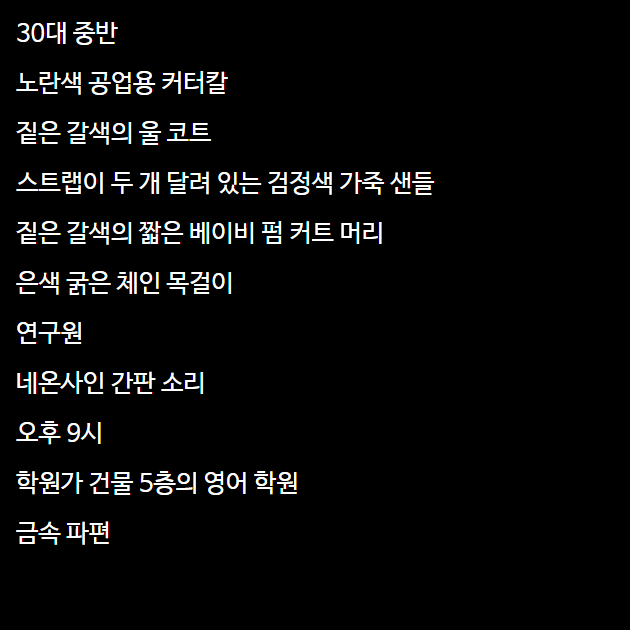 30대 중반
노란색 공업용 커터칼
짙은 갈색의 울 코트
스트랩이 두 개 달려 있는 검정색 가죽 샌들
짙은 갈색의 짧은 베이비 펌 커트 머리
은색 굵은 체인 목걸이
연구원
네온사인 간판 소리
오후 9시
학원가 건물 5층의 영어 학원
금속 파편